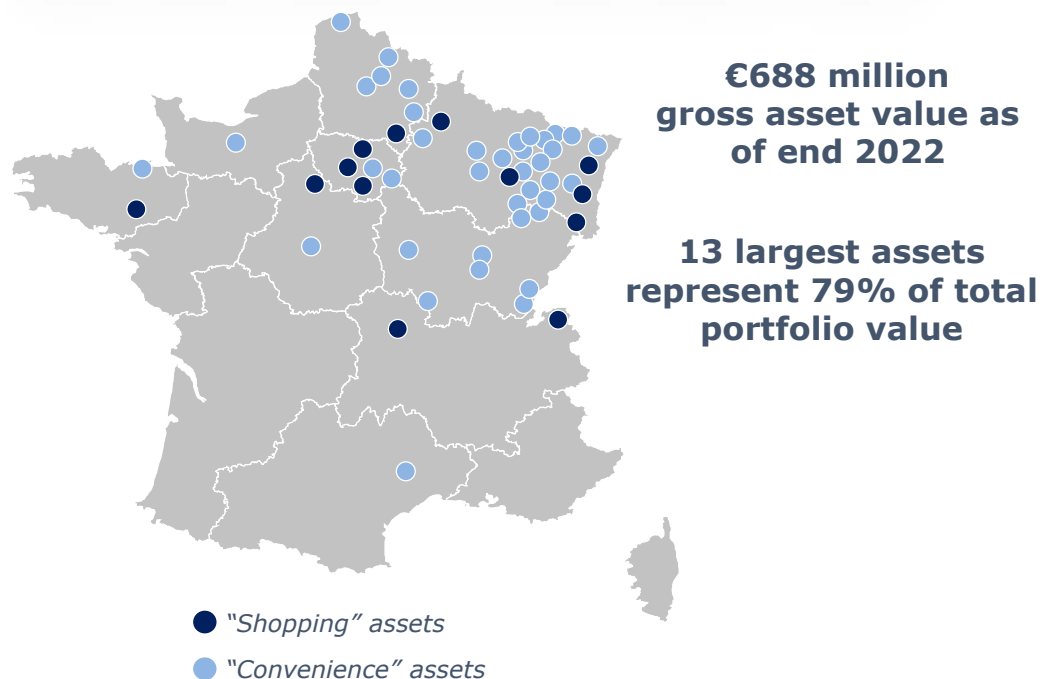 €688 million
gross asset value as
of end 2022
13 largest assets
represent 79% of total
portfolio value
“Shopping” assets
“Convenience” assets